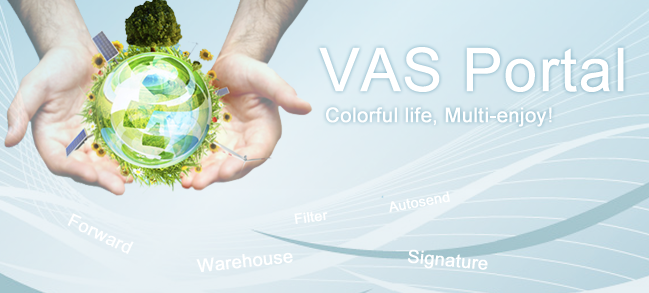 VAS Portal
Colorful life, Multi-enjoy!
Forward
Filter
Autosend
Warehouse
Signature